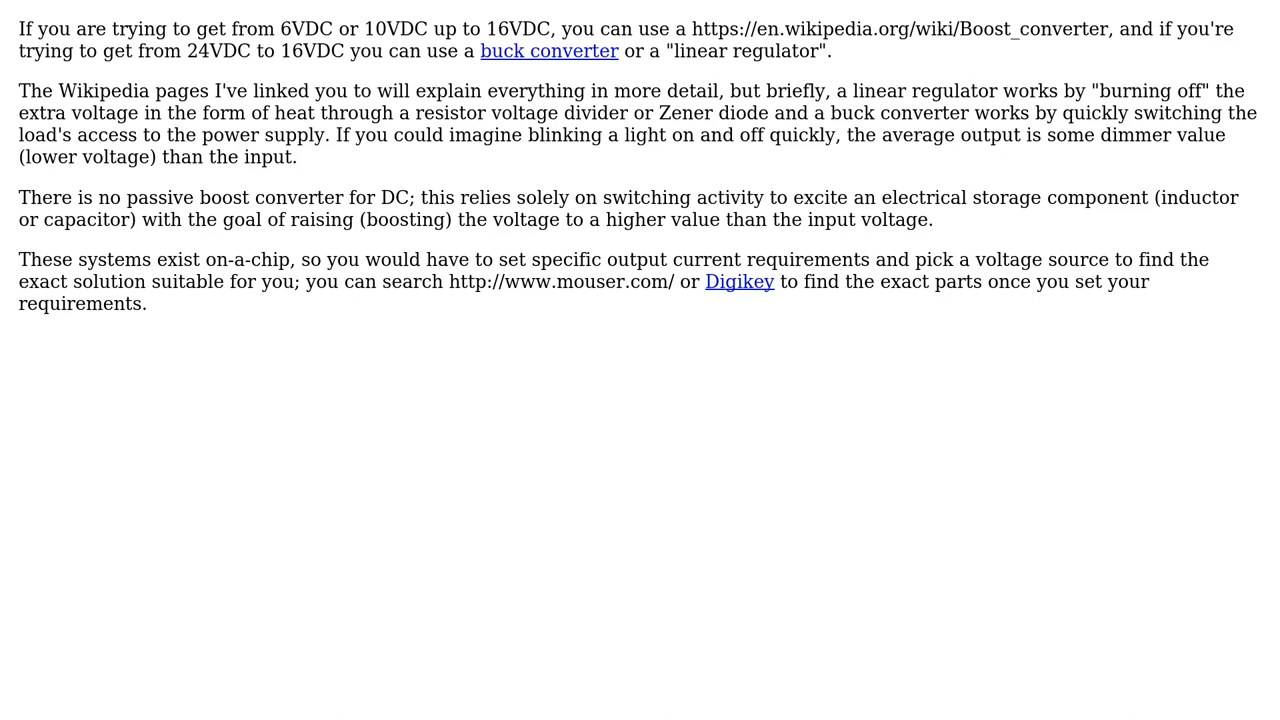 If you are trying to get from 6VDC or 10VDC up to 16VDC, you can use a https://en.wikipedia.org/wiki/Boost_converter, and if you're
trying to get from 24VDC to 16VDC you can use a buck converter or a "linear regulator".
The Wikipedia pages I've linked you to will explain everything in more detail, but briefly, a linear regulator works by "burning off" the
extra voltage in the form of heat through a resistor voltage divider or Zener diode and a buck converter works by quickly switching the
load's access to the power supply. If you could imagine blinking a light on and off quickly, the average output is some dimmer value
(lower voltage) than the input.
There is no passive boost converter for DC; this relies solely on switching activity to excite an electrical storage component (inductor
or capacitor) with the goal of raising (boosting) the voltage to a higher value than the input voltage.
These systems exist on-a-chip, so you would have to set specific output current requirements and pick a voltage source to find the
exact solution suitable for you; you can search http://www.mouser.com/ or Digikey to find the exact parts once you set your
requirements.